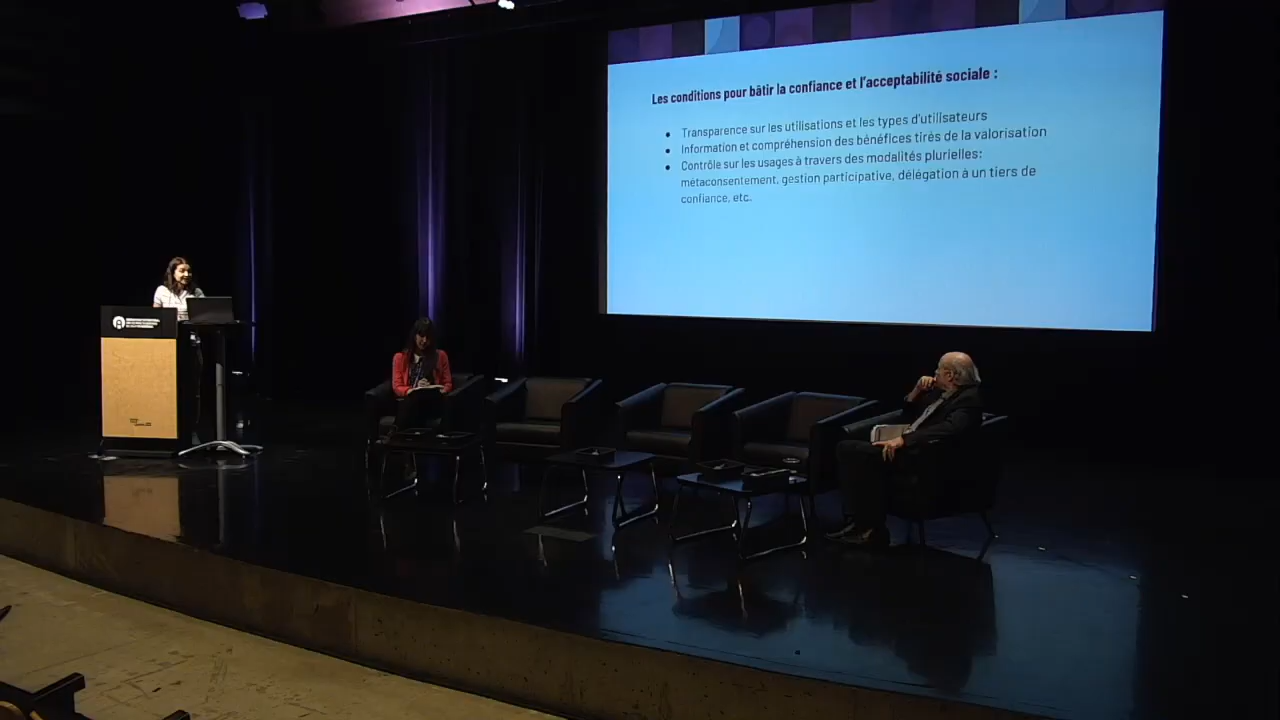 Les conditions pour bâtir la confiance et l'acceptabilité sociale :
● Transparence sur les utilisations et les types d'utilisateurs
● Information et compréhension des bénéfices tirés de la valorisation
● Contrôle sur les usages à travers des modalités plurielles:
métaconsentement, gestion participative, délégation à un tiers de
confiance, etc.